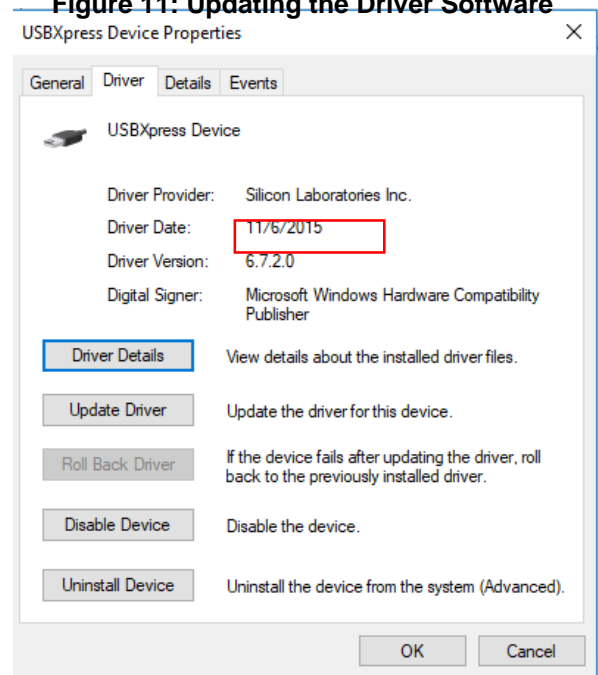 Figure 11: Updating the Driver Software
USBXpress Device Properties
General Driver Details Events
USBXpress Device
Driver Provider: Silicon Laboratories Inc.
Driver Date: 11/6/2015
Driver Version: 6.7.2.0
Digital Signer: Microsoft Windows Hardware Compatibility
Publisher
Driver Details View details about the installed driver files.
Update Driver Update the driver for this device.
Roll Back Driver If the device fails after updating the driver, roll
back to the previously installed driver.
Disable Device Disable the device.
Uninstall Device Uninstall the device from the system (Advanced).
OK Cancel